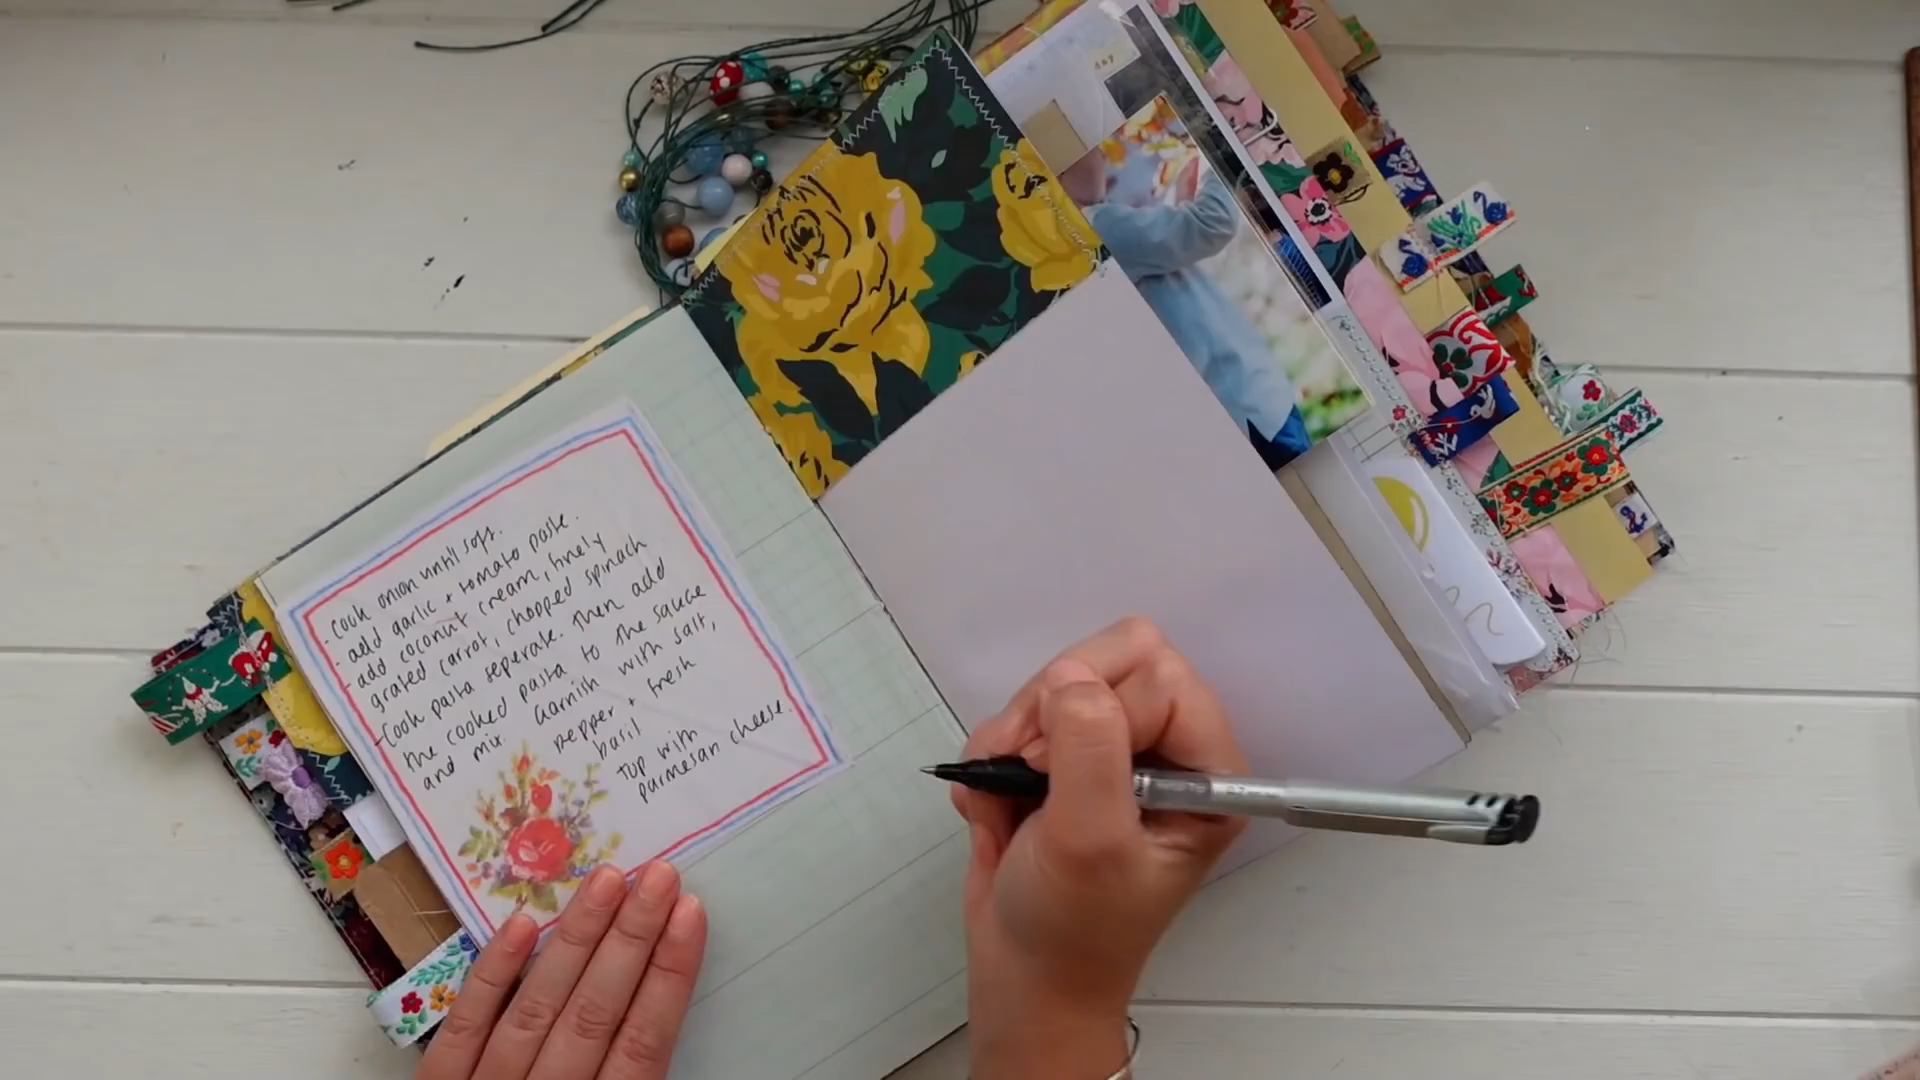 - cook onion until soft.
- add garlic + tomato paste.
- add coconut cream, finely
grated carrot, chopped spinach
- Cook pasta seperate. Then add
the cooked pasta to the sauce
and mix. Garnish with salt,
pepper + fresh
basil
top with
parmesan cheese.